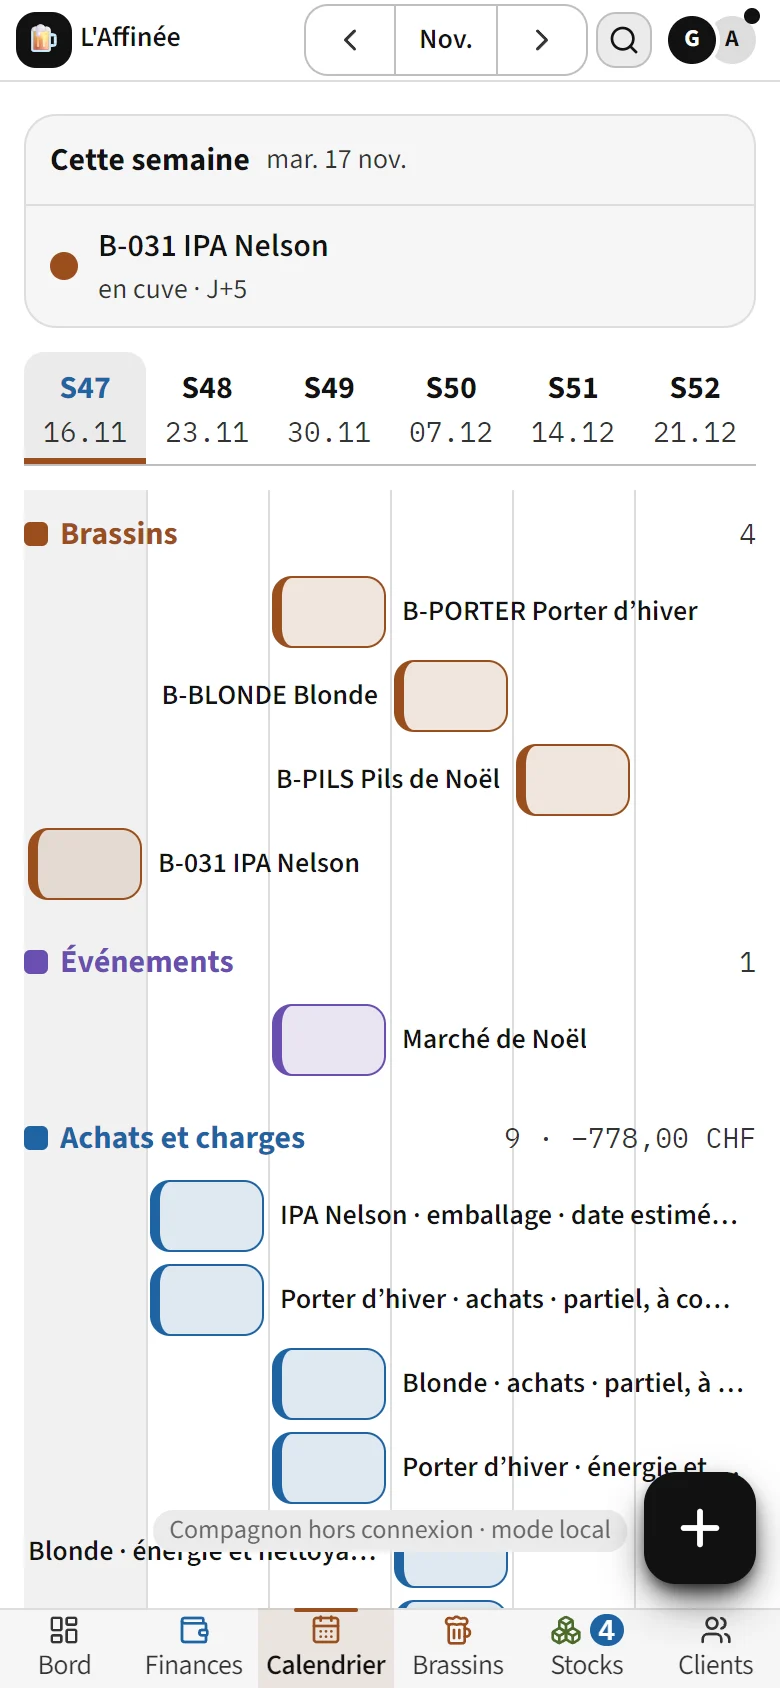 L'Affinée
Nov.
G
A
Cette semaine mar. 17 nov.
B-031 IPA Nelson
en cuve · J+5
S47 S48 S49 S50 S51 S52
16.11 23.11 30.11 07.12 14.12 21.12
Brassins 4
B-PORTER Porter d’hiver
B-BLONDE Blonde
B-PILS Pils de Noël
B-031 IPA Nelson
Événements 1
Marché de Noël
Achats et charges 9 · −778,00 CHF
IPA Nelson · emballage · date estimé…
Porter d’hiver · achats · partiel, à co…
Blonde · achats · partiel, à …
Porter d’hiver · énergie et…
Compagnon hors connexion · mode local
Blonde · énergie et nettoya…
Bord Finances Calendrier Brassins Stocks 4 Clients